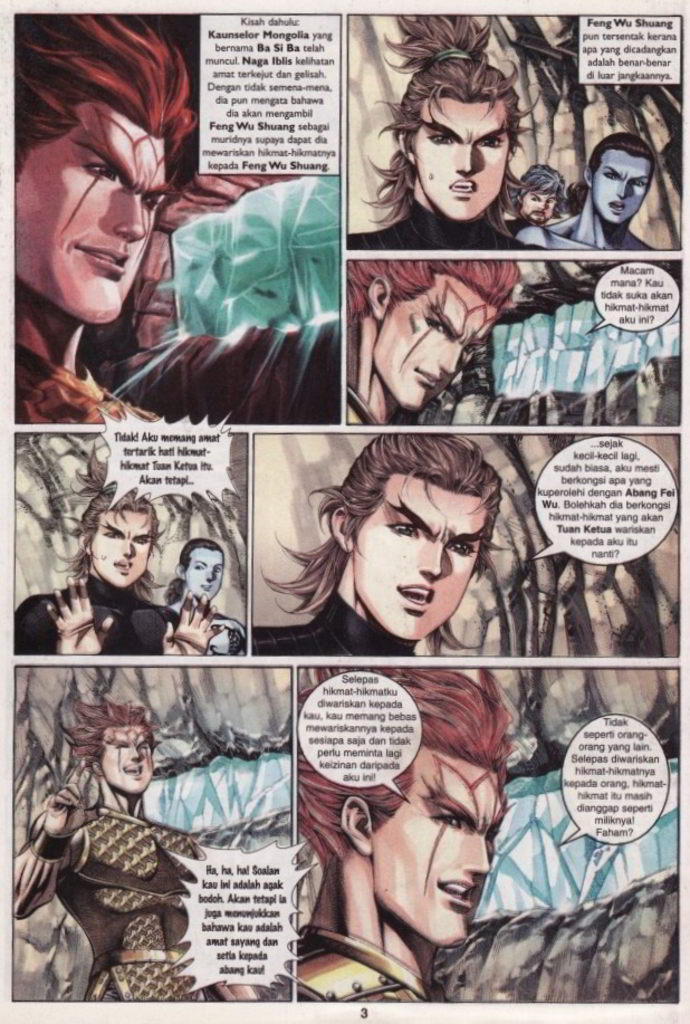 Kisah dahulu:
Kaunselor Mongolia yang
bernama Ba Si Ba telah
muncul. Naga Iblis kelihatan
amat terkejut dan gelisah.
Dengan tidak semena-mena,
dia pun mengata bahawa
dia akan mengambil
Feng Wu Shuang sebagai
muridnya supaya dapat
mewariskan hikmat-hikmatnya
kepada Feng Wu Shuang.
Feng Wu Shuang
pun tersentak kerana
apa yang dicadangkan
adalah benar-benar
di luar jangkaannya.
Macam
mana? Kau
tidak suka akan
hikmat-hikmat
aku ini?
Tidak! Aku memang amat
tertarik hati hikmat-
hikmat Tuan Ketua itu.
Akan tetapi..
...sejak
kecil-kecil lagi,
sudah biasa, aku mesti
berkongsi apa yang
kuperolehi dengan Abang Fei
Wu. Bolehkah dia berkongsi
hikmat-hikmat yang akan
Tuan Ketua wariskan
kepada aku itu
nanti?
Ha, ha, ha! Soalan
kau ini adalah agak
bodoh. Akan tetapi ia
juga menunjukkan
bahawa kau adalah
amat sayang dan
setia kepada
abang kau!
Selepas
hikmat-hikmatku
diwariskan kepada
kau, kau memang bebas
mewariskannya kepada
sesiapa saja dan tidak
perlu meminta lagi
keizinan daripada
aku ini!
Tidak
seperti orang-
orang yang lain.
Selepas diwariskan
hikmat-hikmatnya
kepada orang, hikmat-
hikmat itu masih
dianggap seperti
miliknya!
Faham?
3